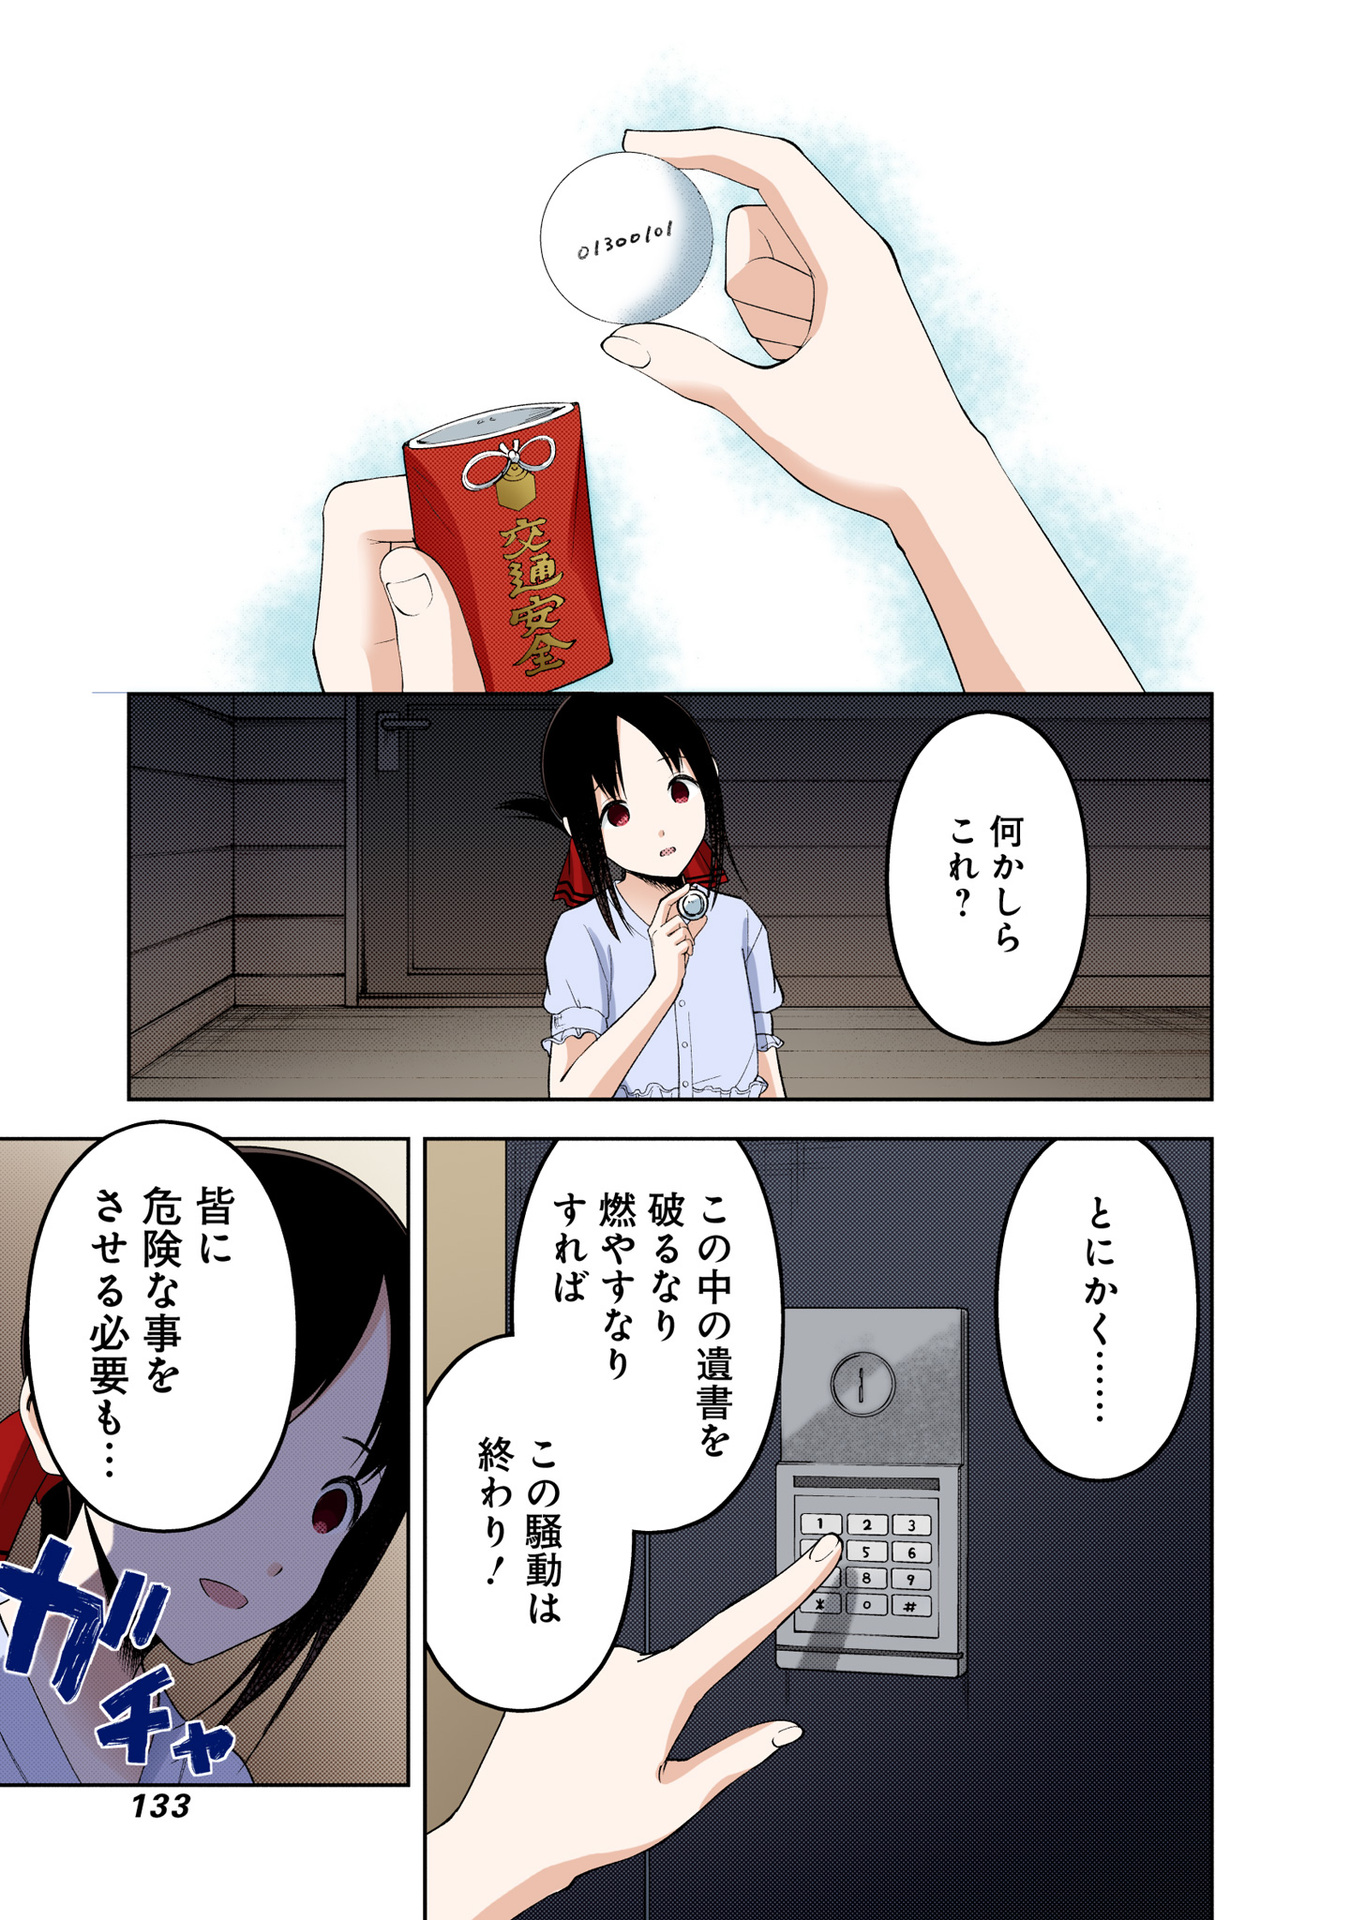 01300101
交通安全
何かしら
これ？
とにかく……
この中の遺書を
破るなり
燃やすなり
すれば
この騒動は
終わり！
1 2 3
5 6
8 9
* 0 #
皆に
危険な事を
させる必要も…
ガチャ
133